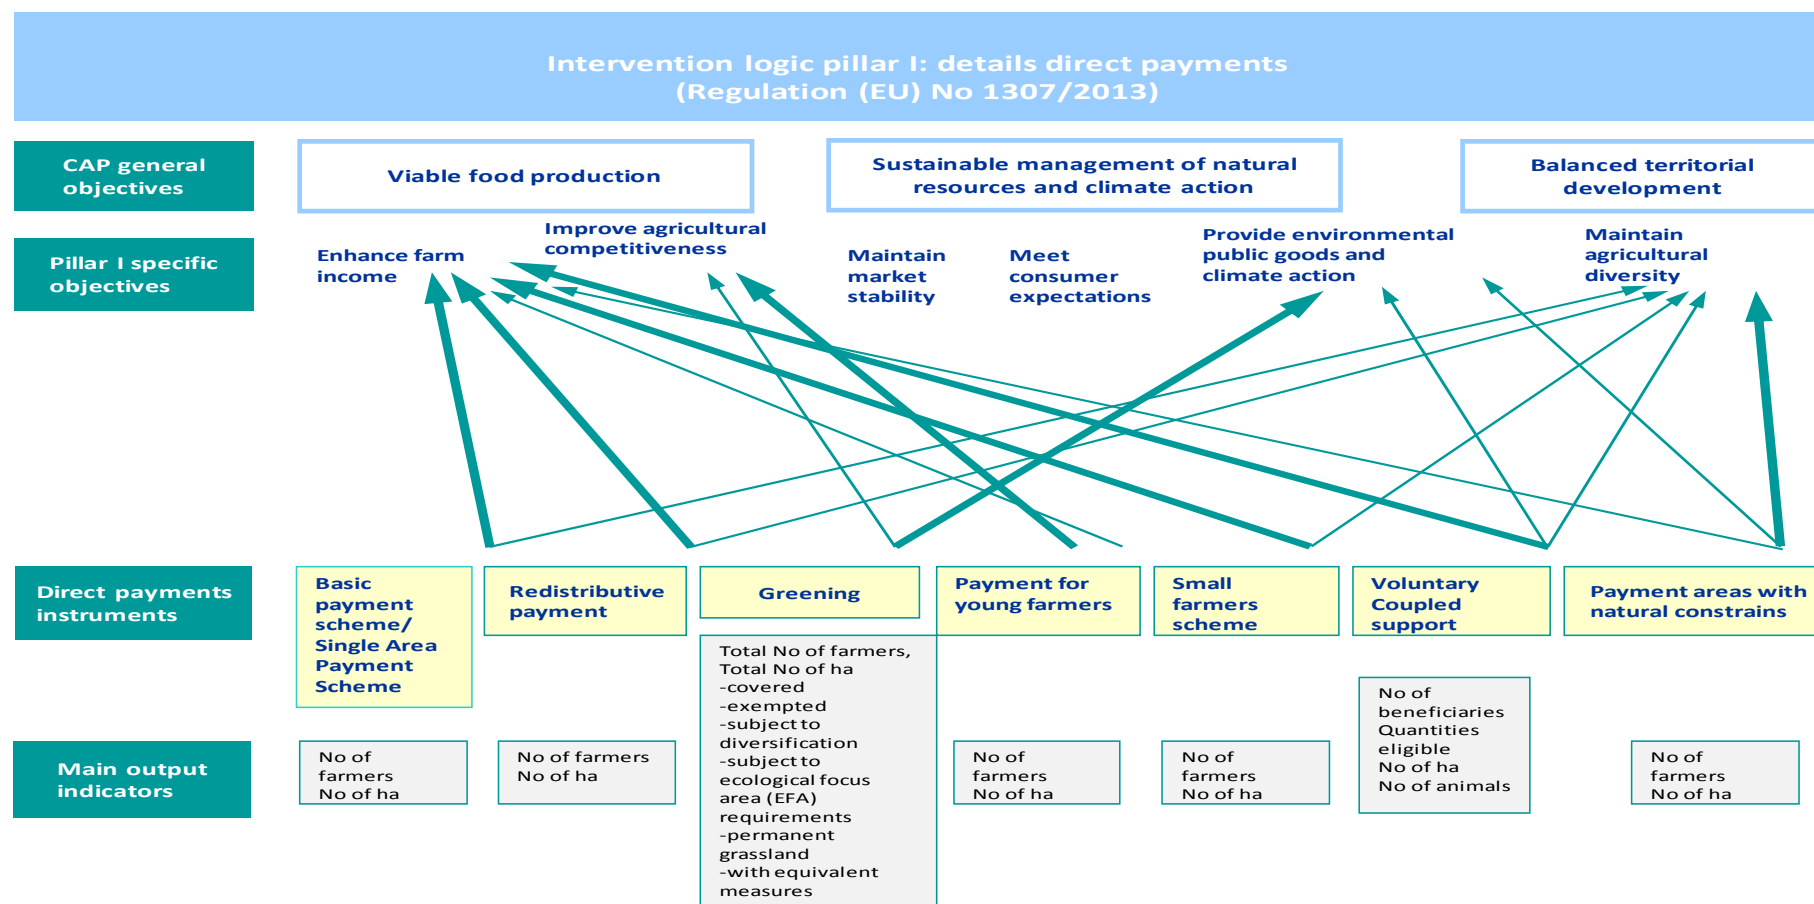 Intervention logic pillar I: details direct payments
(Regulation (EU) No 1307/2013)
CAP general
objectives
Viable food production
Sustainable management of natural
resources and climate action
Balanced territorial
development
Pillar I specific
objectives
Enhance farm
income
Improve agricultural
competitiveness
Maintain
market
stability
Meet
consumer
expectations
Provide environmental
public goods and
climate action
Maintain
agricultural
diversity
Direct payments
instruments
Basic
payment
scheme/
Single Area
Payment
Scheme
Redistributive
payment
Greening
Payment for
young farmers
Small
farmers
scheme
Voluntary
Coupled
support
Payment areas with
natural constrains
Main output
indicators
No of
farmers
No of ha
No of farmers
No of ha
Total No of farmers,
Total No of ha
-covered
-exempted
-subject to
diversification
-subject to
ecological focus
area (EFA)
requirements
-permanent
grassland
-with equivalent
measures
No of
farmers
No of ha
No of
farmers
No of ha
No of
beneficiaries
Quantities
eligible
No of ha
No of animals
No of
farmers
No of ha